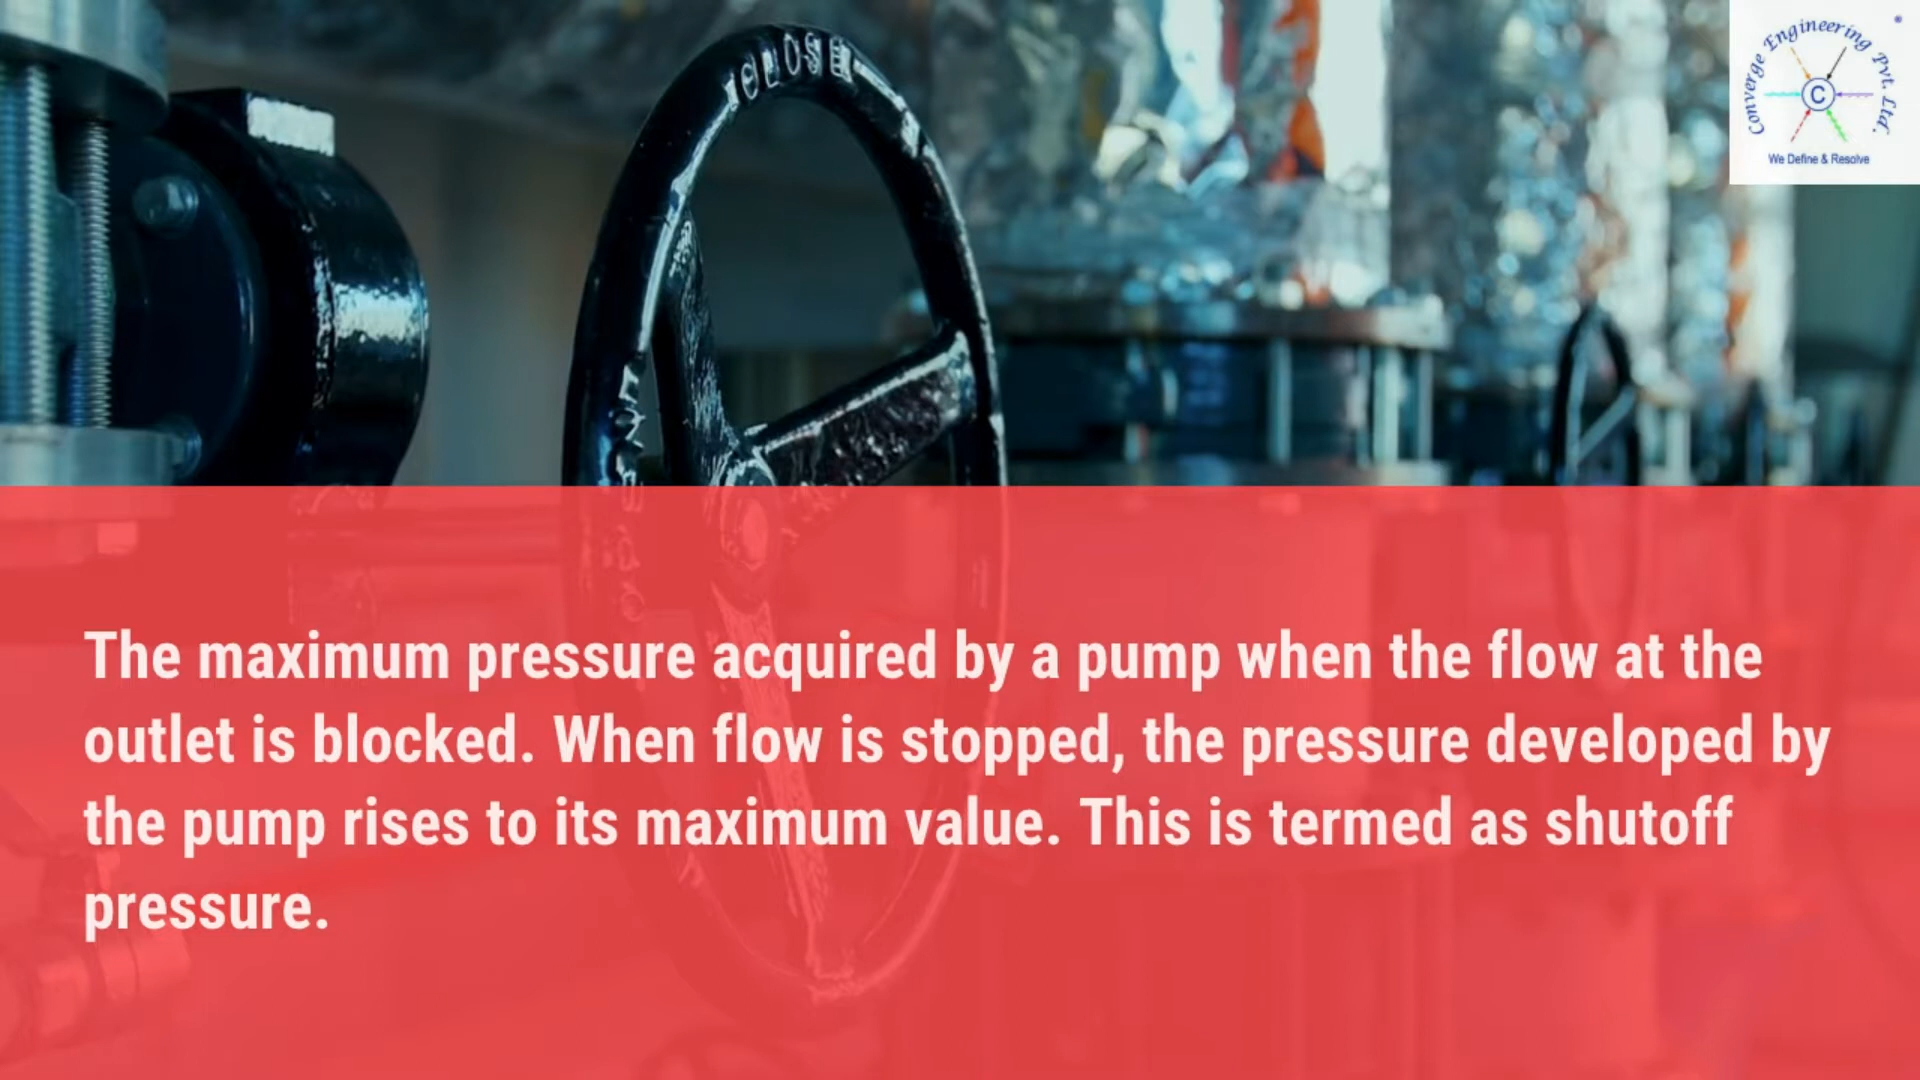 CLOSE
Converge Engineering Pvt. Ltd.
C
We Define & Resolve
The maximum pressure acquired by a pump when the flow at the
outlet is blocked. When flow is stopped, the pressure developed by
the pump rises to its maximum value. This is termed as shutoff
pressure.